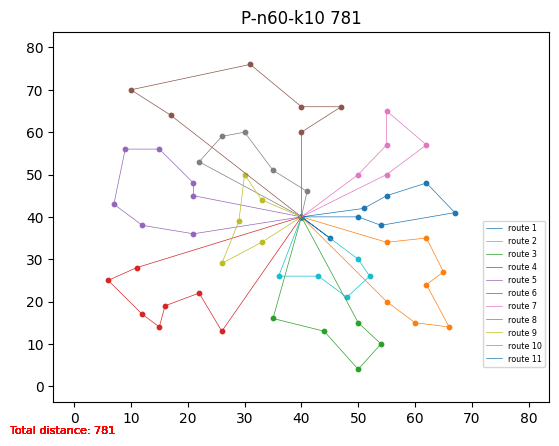 P-n60-k10 781
80
70
60
50
40
30
20
10
0
0 10 20 30 40 50 60 70 80
route 1
route 2
route 3
route 4
route 5
route 6
route 7
route 8
route 9
route 10
route 11
Total distance: 781